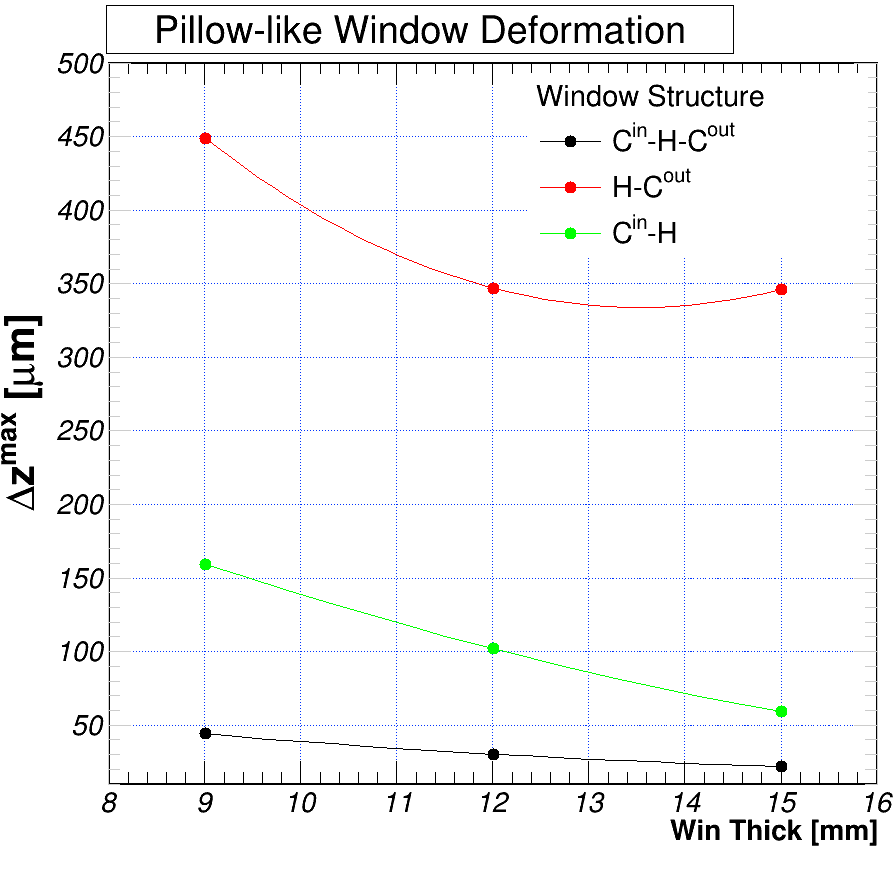 Pillow-like Window Deformation
500
450
400
350
300
250
200
150
100
50
Δz^max [μm]
Window Structure
C^in-H-C^out
H-C^out
C^in-H
8 9 10 11 12 13 14 15 16
Win Thick [mm]